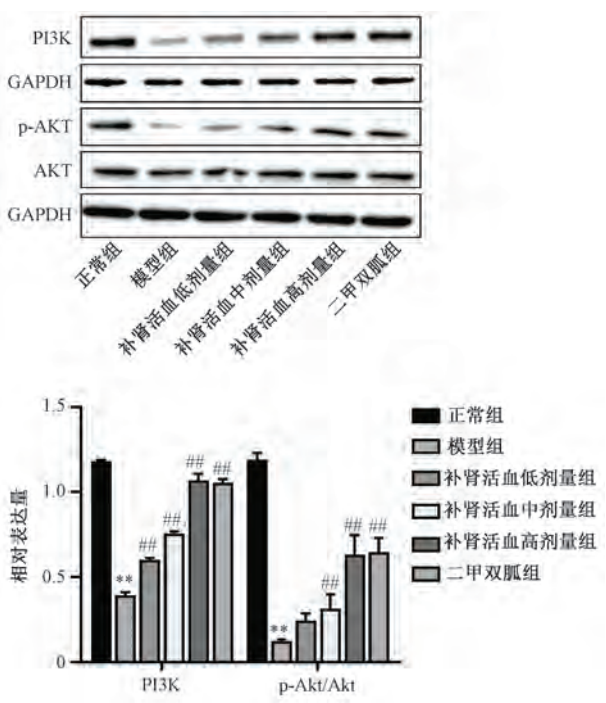 PI3K
GAPDH
p-AKT
AKT
GAPDH
正常组
模型组
补肾活血低剂量组
补肾活血中剂量组
补肾活血高剂量组
二甲双胍组
1.5
1.0
0.5
0
相对表达量
**
##
##
##
##
**
##
##
##
PI3K
p-Akt/Akt
正常组
模型组
补肾活血低剂量组
补肾活血中剂量组
补肾活血高剂量组
二甲双胍组